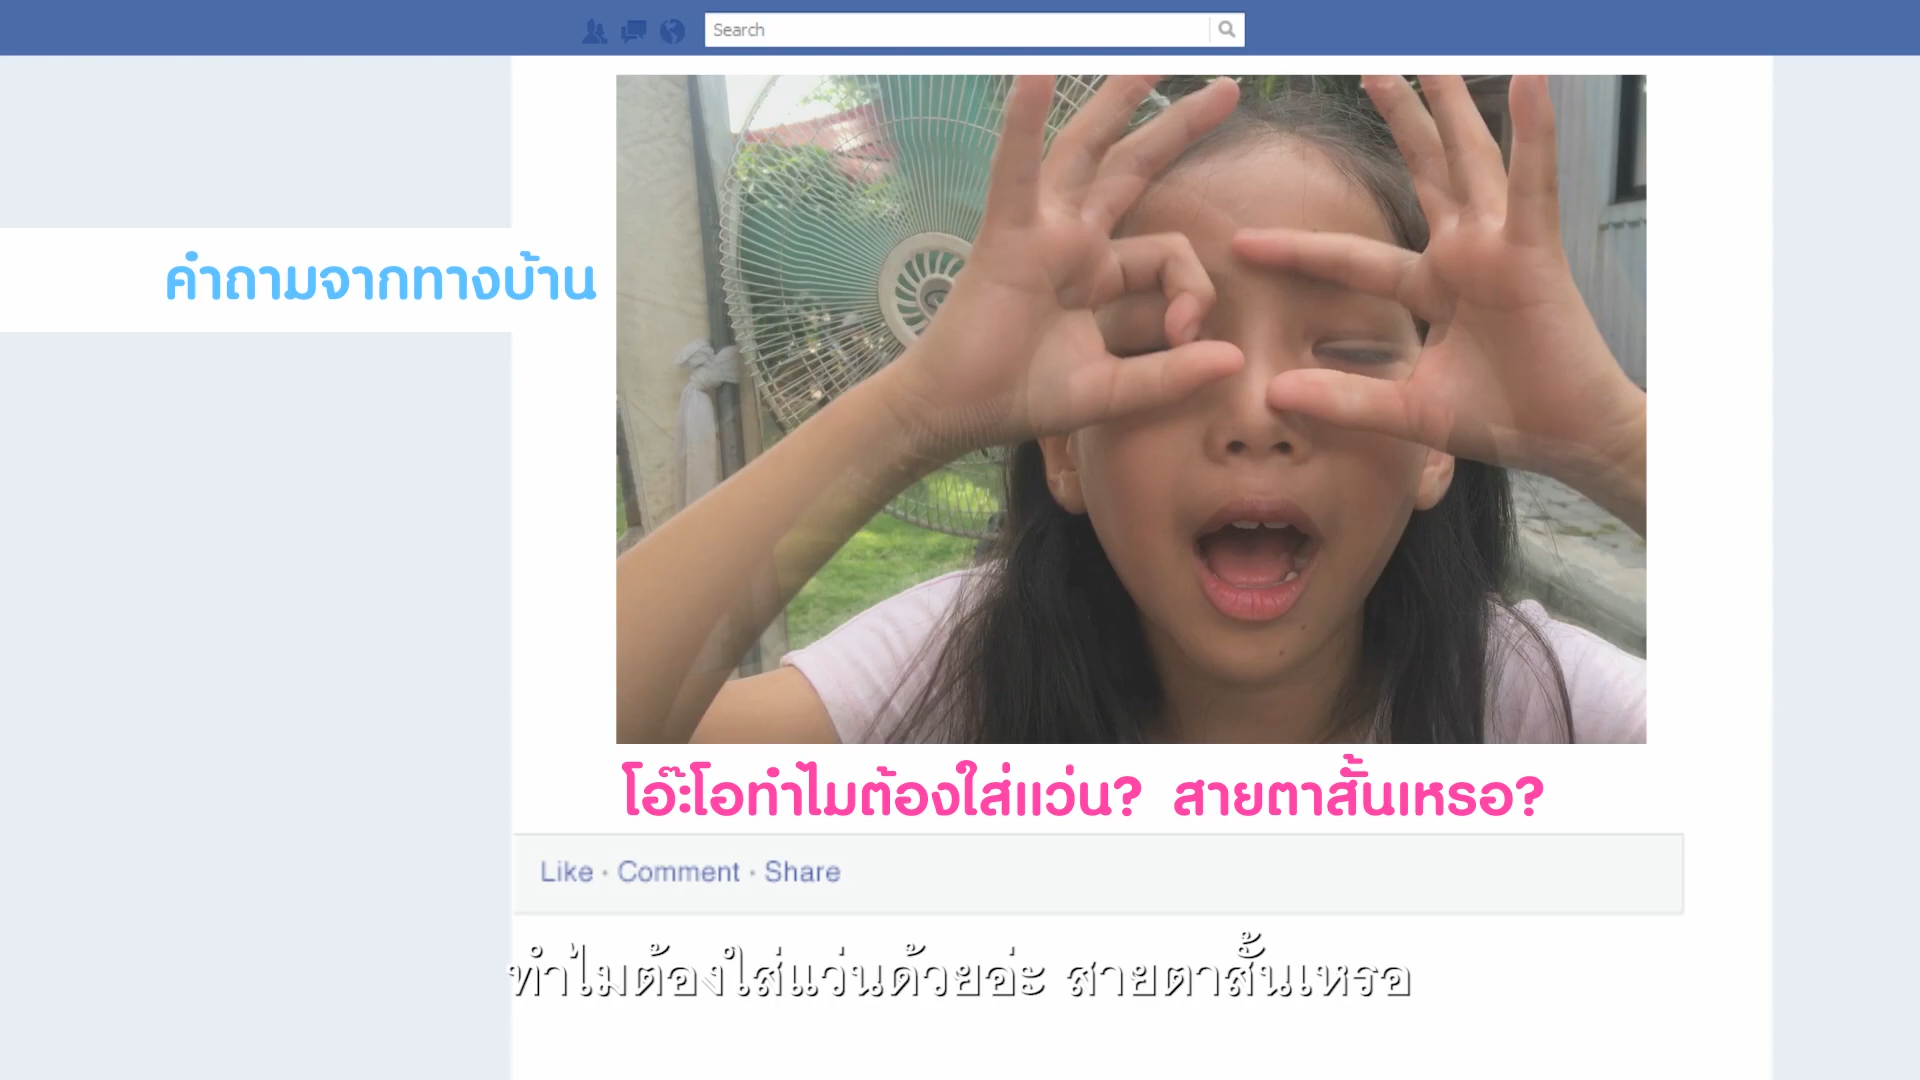 Search
คำถามจากทางบ้าน
โอ๊ะโอทำไมต้องใส่แว่น? สายตาสั้นเหรอ?
Like · Comment · Share
ทำไมต้องใส่แว่นด้วยอ่ะ สายตาสั้นเหรอ